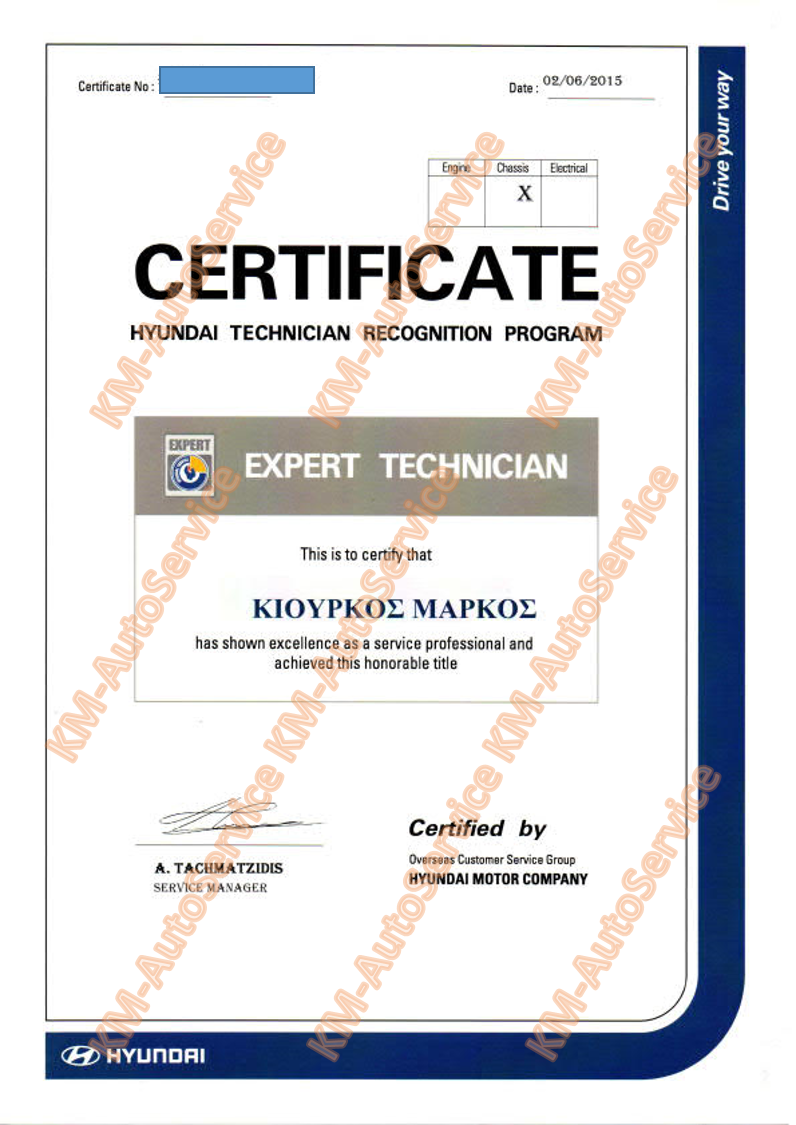 Certificate No :
Date : 02/06/2015
Drive your way
Engine Chassis Electrical
X
CERTIFICATE
HYUNDAI TECHNICIAN RECOGNITION PROGRAM
EXPERT
EXPERT TECHNICIAN
This is to certify that
ΚΙΟΥΡΚΟΣ ΜΑΡΚΟΣ
has shown excellence as a service professional and
achieved this honorable title
Certified by
A. TACHMATZIDIS
SERVICE MANAGER
Overseas Customer Service Group
HYUNDAI MOTOR COMPANY
HYUNDAI
KM-AutoService
KM-AutoService
KM-AutoService
KM-AutoService
KM-AutoService
KM-AutoService
KM-AutoService
KM-AutoService
KM-AutoService